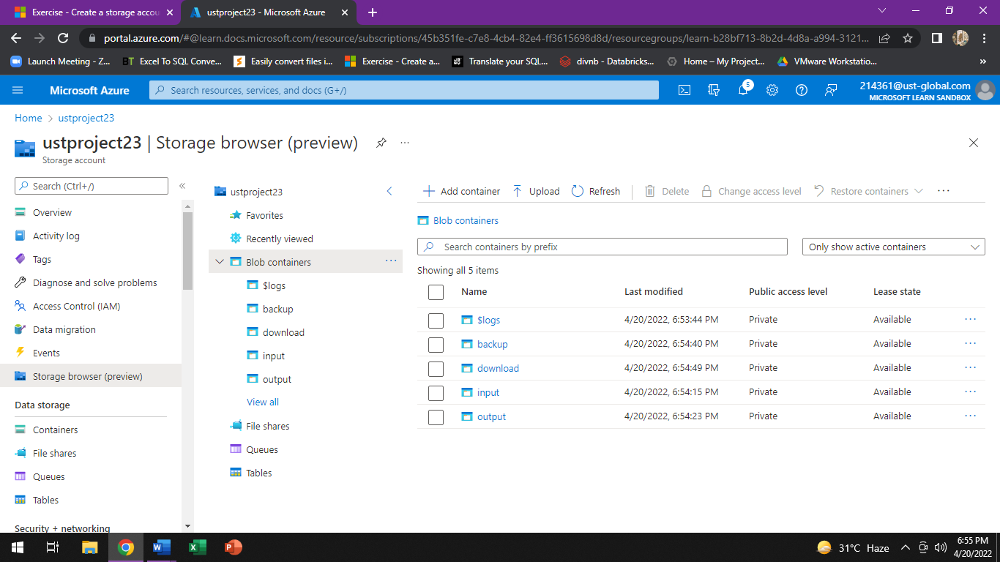 Exercise - Create a storage accou
ustproject23 - Microsoft Azure
portal.azure.com/#@learn.docs.microsoft.com/resource/subscriptions/45b351fe-c7e8-4cb4-82e4-ff3615698d8d/resourcegroups/learn-b28bf713-8b2d-4d8a-a994-3121...
Launch Meeting - Z... BT Excel To SQL Conve... S Easily convert files i... Exercise - Create a... Translate your SQL... divnb - Databricks... Home – My Project... VMware Workstatio... »
Microsoft Azure
Search resources, services, and docs (G+/)
5
214361@ust-global.com
MICROSOFT LEARN SANDBOX
Home > ustproject23
ustproject23 | Storage browser (preview) ...
Storage account
Search (Ctrl+/) «
Overview
Activity log
Tags
Diagnose and solve problems
Access Control (IAM)
Data migration
Events
Storage browser (preview)
Data storage
Containers
File shares
Queues
Tables
Security + networking
ustproject23
Favorites
Recently viewed
Blob containers ...
$logs
backup
download
input
output
View all
File shares
Queues
Tables
Add container Upload Refresh Delete Change access level Restore containers ...
Blob containers
Search containers by prefix
Only show active containers
Showing all 5 items
Name Last modified Public access level Lease state
$logs 4/20/2022, 6:53:44 PM Private Available ...
backup 4/20/2022, 6:54:40 PM Private Available ...
download 4/20/2022, 6:54:49 PM Private Available ...
input 4/20/2022, 6:54:15 PM Private Available ...
output 4/20/2022, 6:54:23 PM Private Available ...
31°C Haze
6:55 PM
4/20/2022